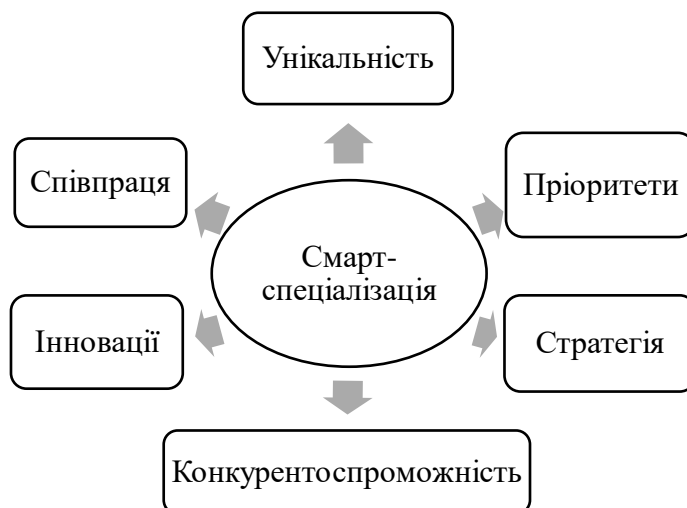 Унікальність
Співпраця
Пріоритети
Смарт-
спеціалізація
Інновації
Стратегія
Конкурентоспроможність